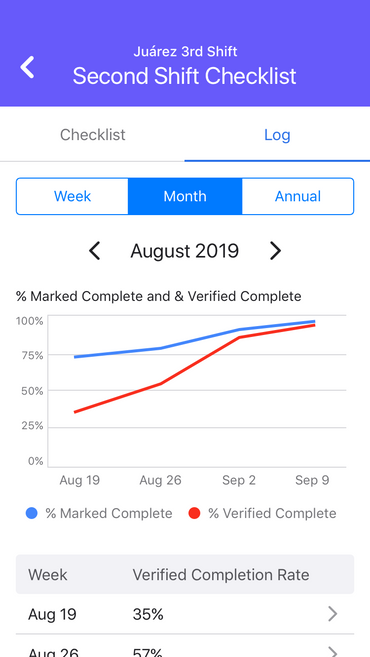 Juárez 3rd Shift
Second Shift Checklist
Checklist Log
Week Month Annual
August 2019
% Marked Complete and & Verified Complete
100%
75%
50%
25%
0%
Aug 19 Aug 26 Sep 2 Sep 9
% Marked Complete % Verified Complete
Week Verified Completion Rate
Aug 19 35%
Aug 26 57%